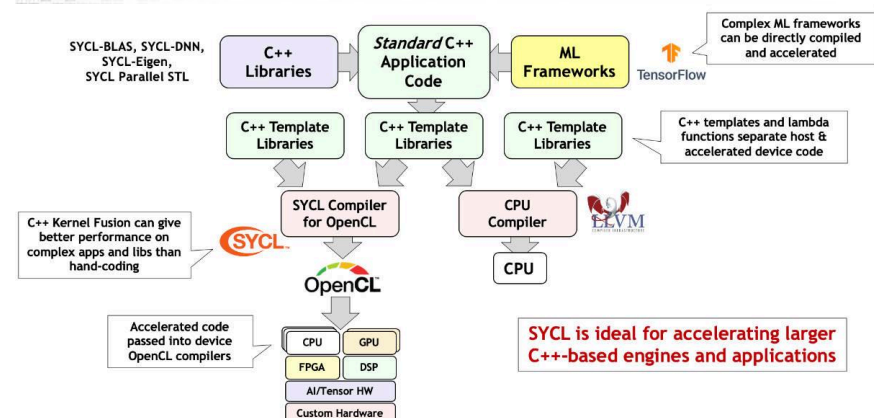 SYCL-BLAS, SYCL-DNN,
SYCL-Eigen,
SYCL Parallel STL
C++
Libraries
Standard C++
Application
Code
ML
Frameworks
TensorFlow
Complex ML frameworks
can be directly compiled
and accelerated
C++ Template
Libraries
C++ Template
Libraries
C++ Template
Libraries
C++ templates and lambda
functions separate host &
accelerated device code
SYCL Compiler
for OpenCL
CPU
Compiler
LLVM
COMPILER INFRASTRUCTURE
C++ Kernel Fusion can give
better performance on
complex apps and libs than
hand-coding
SYCL™
OpenCL™
CPU
Accelerated code
passed into device
OpenCL compilers
CPU
GPU
FPGA
DSP
AI/Tensor HW
Custom Hardware
SYCL is ideal for accelerating larger
C++-based engines and applications